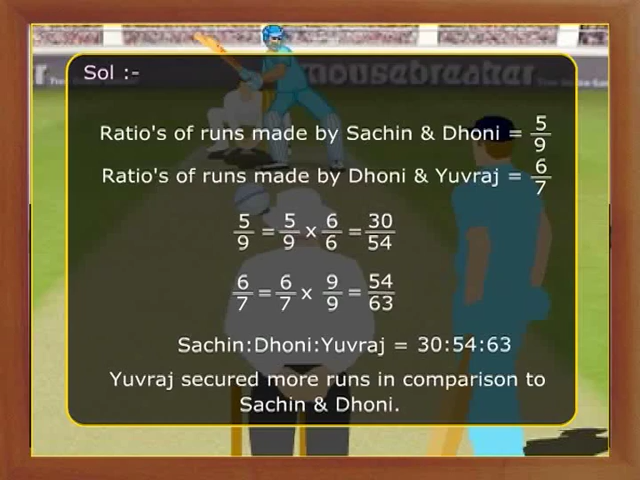 mousebreaker
Sol :-
Ratio's of runs made by Sachin & Dhoni = 5/9
Ratio's of runs made by Dhoni & Yuvraj = 6/7
5/9 = 5/9 x 6/6 = 30/54
6/7 = 6/7 x 9/9 = 54/63
Sachin:Dhoni:Yuvraj = 30:54:63
Yuvraj secured more runs in comparison to
Sachin & Dhoni.